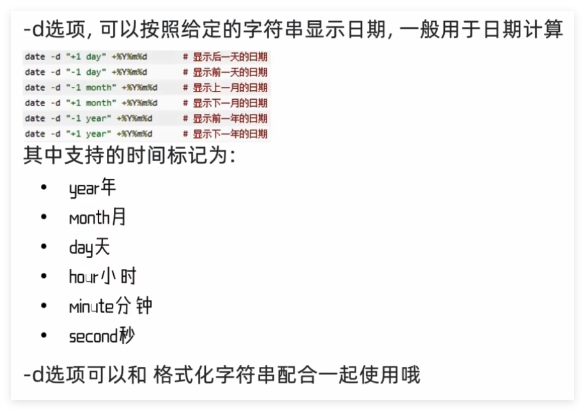 -d选项, 可以按照给定的字符串显示日期, 一般用于日期计算
date -d "+1 day" +%Y%m%d # 显示后一天的日期
date -d "-1 day" +%Y%m%d # 显示前一天的日期
date -d "-1 month" +%Y%m%d # 显示上一月的日期
date -d "+1 month" +%Y%m%d # 显示下一月的日期
date -d "-1 year" +%Y%m%d # 显示前一年的日期
date -d "+1 year" +%Y%m%d # 显示下一年的日期
其中支持的时间标记为:
• year年
• month月
• day天
• hour小时
• minute分钟
• second秒
-d选项可以和 格式化字符串配合一起使用哦